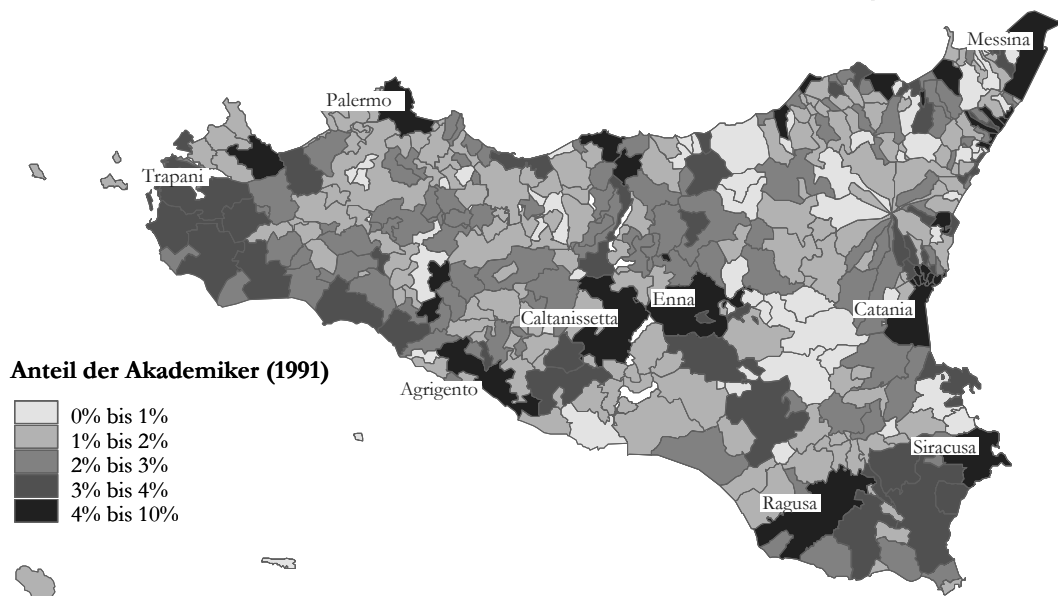 Messina
Palermo
Trapani
Enna
Catania
Caltanissetta
Anteil der Akademiker (1991)
Agrigento
0% bis 1%
1% bis 2%
2% bis 3%
3% bis 4%
4% bis 10%
Siracusa
Ragusa